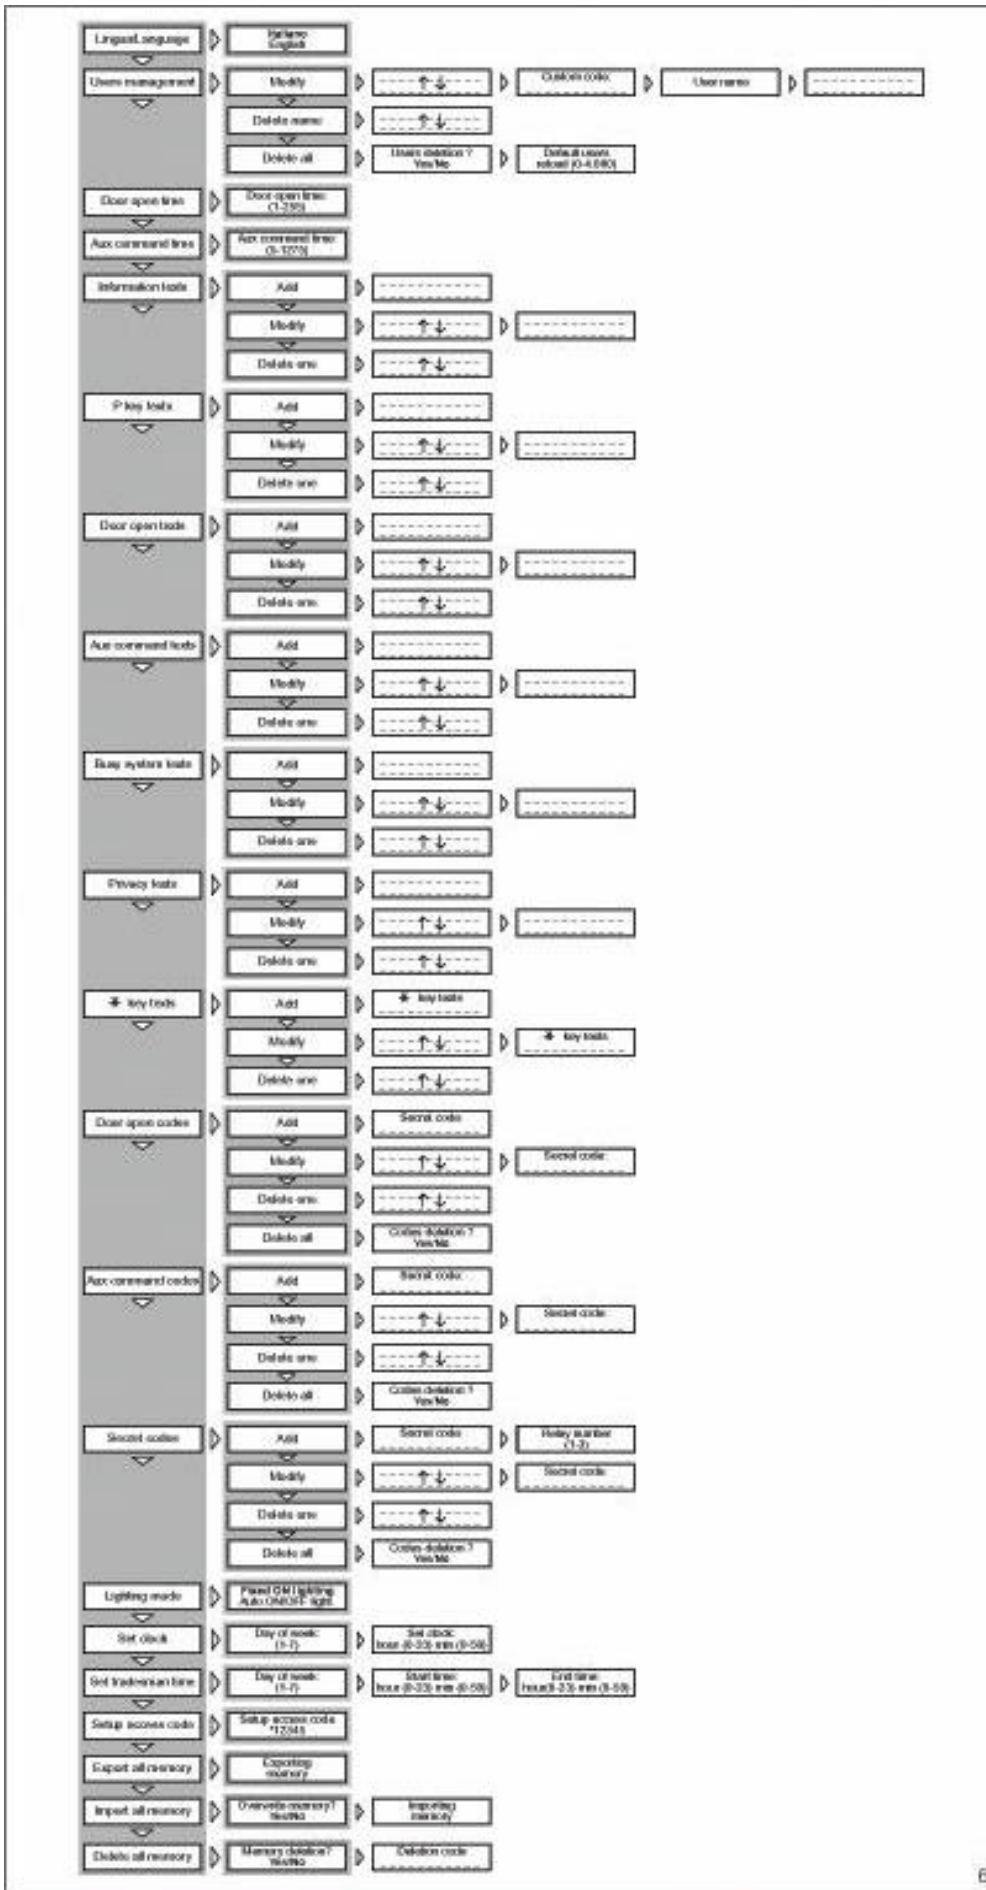 Lingua/Language
Italiano
English
Users management
Modify
Custom code:
User name
Delete name
Delete all
Users deletion ?
Yes/No
Default users
reload
Door open time
Door open time:
(1-255)
Aux command time
Aux command time:
(5-1275)
Information texts
Add
Modify
Delete one
P key texts
Add
Modify
Delete one
Door open texts
Add
Modify
Delete one
Aux command texts
Add
Modify
Delete one
Busy system texts
Add
Modify
Delete one
Privacy texts
Add
Modify
Delete one
key texts
Add
key texts
Modify
key texts
Delete one
Door open codes
Add
Secret code
Modify
Secret code:
Delete one
Delete all
Codes deletion ?
Yes/No
Aux command codes
Add
Secret code:
Modify
Secret code:
Delete one
Delete all
Codes deletion ?
Yes/No
Secret codes
Add
Secret code
Relay number
Modify
Secret code
Delete one
Delete all
Codes deletion ?
Yes/No
Lighting mode
Fixed ON lighting
Auto ON/OFF light.
Set clock
Day of week:
(1-7)
Set clock:
hour (0-23) min (0-59)
Set tradesman time
Day of week:
(1-7)
Start time:
hour (0-23) min (0-59)
End time:
hour(0-23) min (0-59)
Setup access code
Setup access code
*12345
Export all memory
Exporting
memory
Import all memory
Overwrite memory?
Yes/No
Importing
memory
Delete all memory
Memory deletion?
Yes/No
Deletion code
6